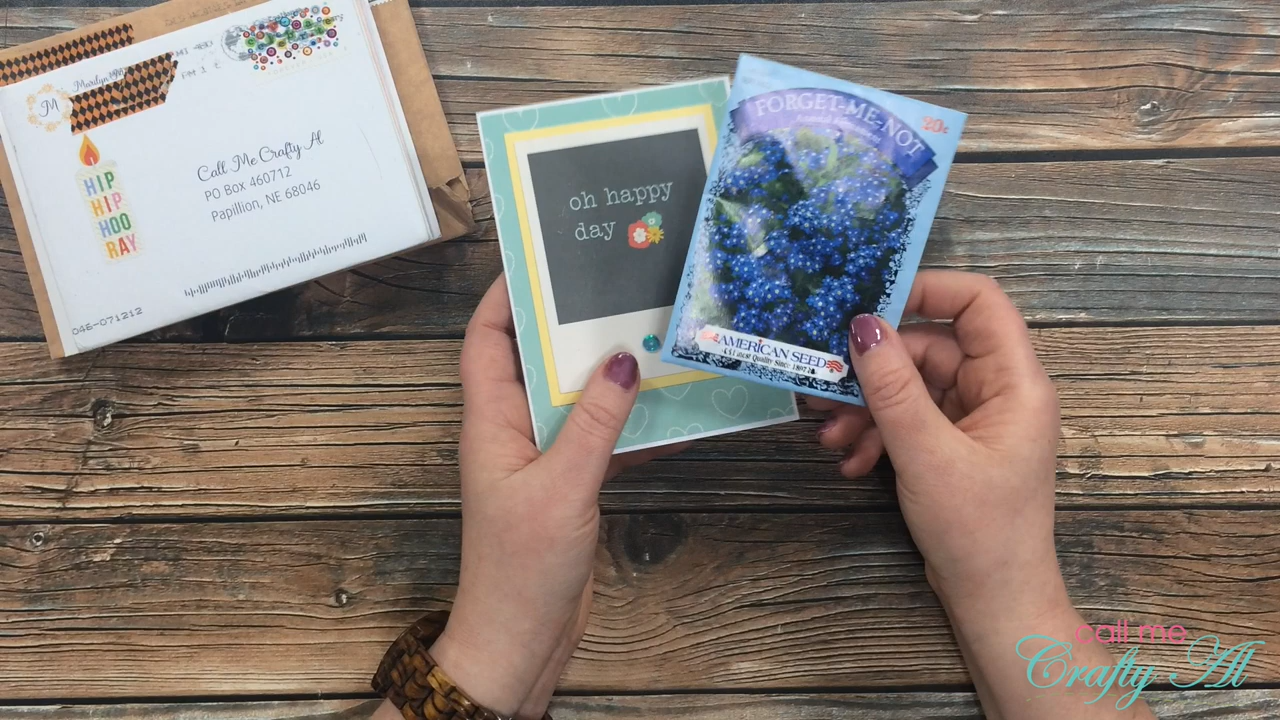 M
HIP
HIP
HOO
RAY
Call Me Crafty Al
PO Box 460712
Papillion, NE 68046
04E-071212
oh happy
day
FORGET-ME-NOT
20¢
AMERICAN SEED
call me
Crafty Al